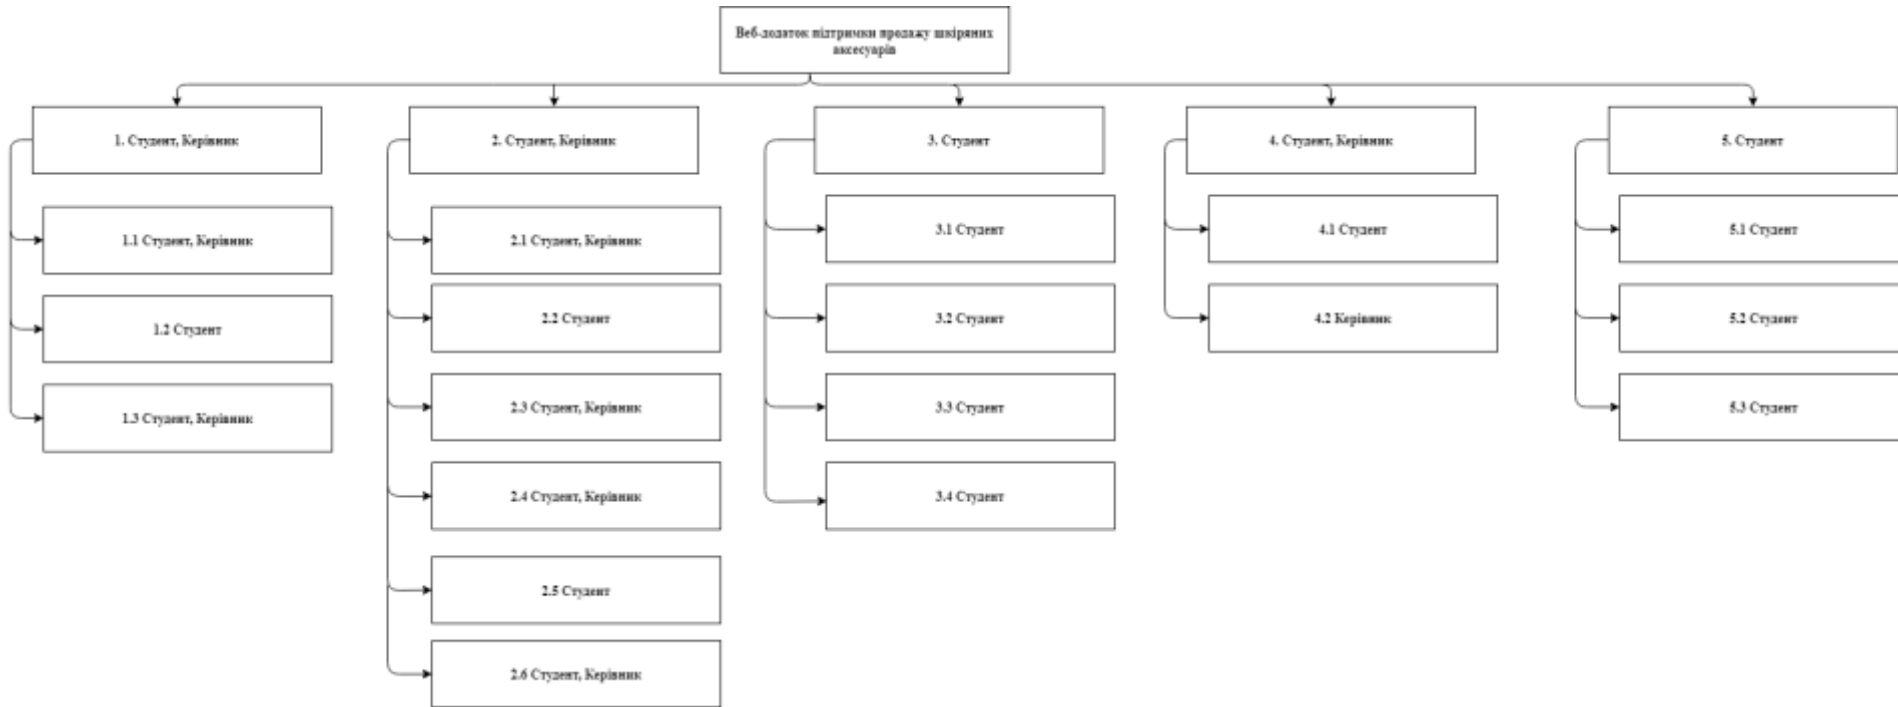 Веб-додаток підтримки продажу шкіряних
аксесуарів
1. Студент, Керівник
1.1 Студент, Керівник
1.2 Студент
1.3 Студент, Керівник
2. Студент, Керівник
2.1 Студент, Керівник
2.2 Студент
2.3 Студент, Керівник
2.4 Студент, Керівник
2.5 Студент
2.6 Студент, Керівник
3. Студент
3.1 Студент
3.2 Студент
3.3 Студент
3.4 Студент
4. Студент, Керівник
4.1 Студент
4.2 Керівник
5. Студент
5.1 Студент
5.2 Студент
5.3 Студент